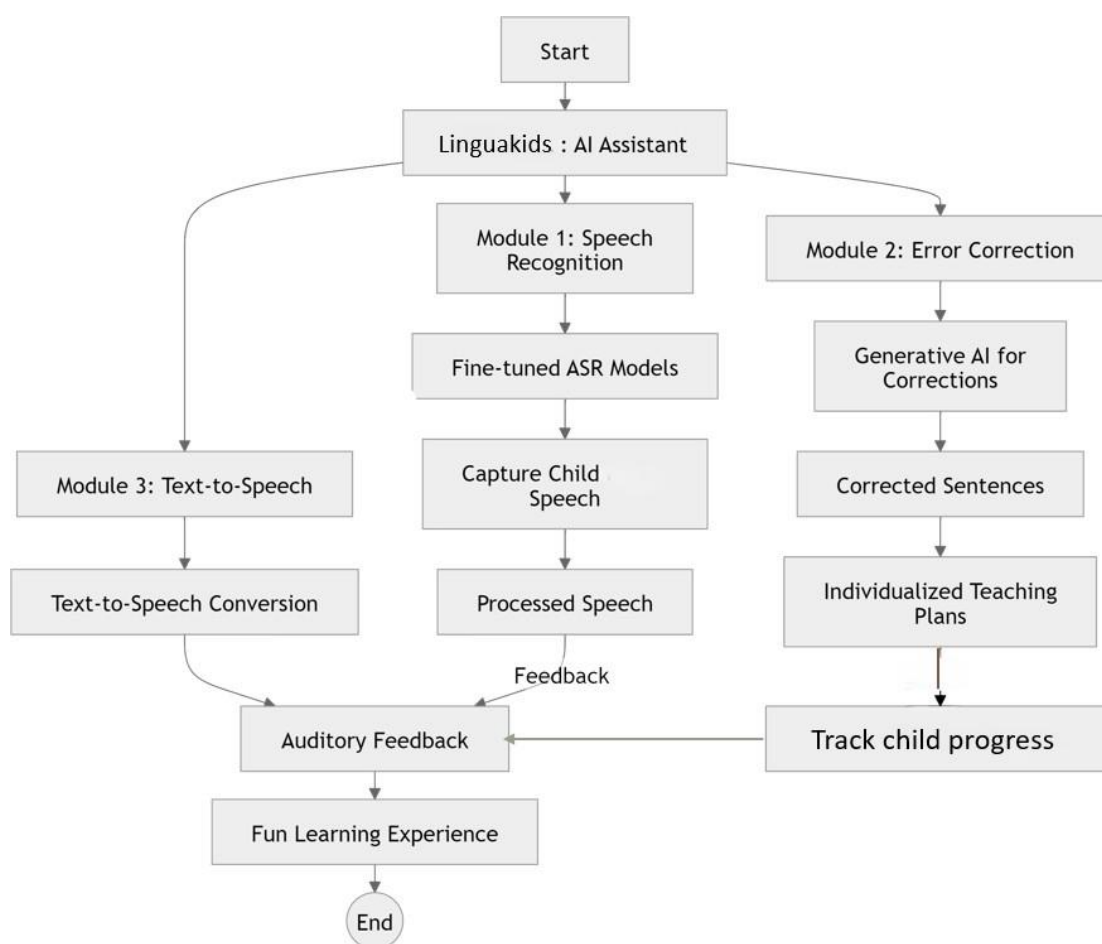 Start
Linguakids : AI Assistant
Module 1: Speech
Recognition
Module 2: Error Correction
Fine-tuned ASR Models
Generative AI for
Corrections
Module 3: Text-to-Speech
Capture Child
Speech
Corrected Sentences
Text-to-Speech Conversion
Processed Speech
Individualized Teaching
Plans
Feedback
Auditory Feedback
Track child progress
Fun Learning Experience
End